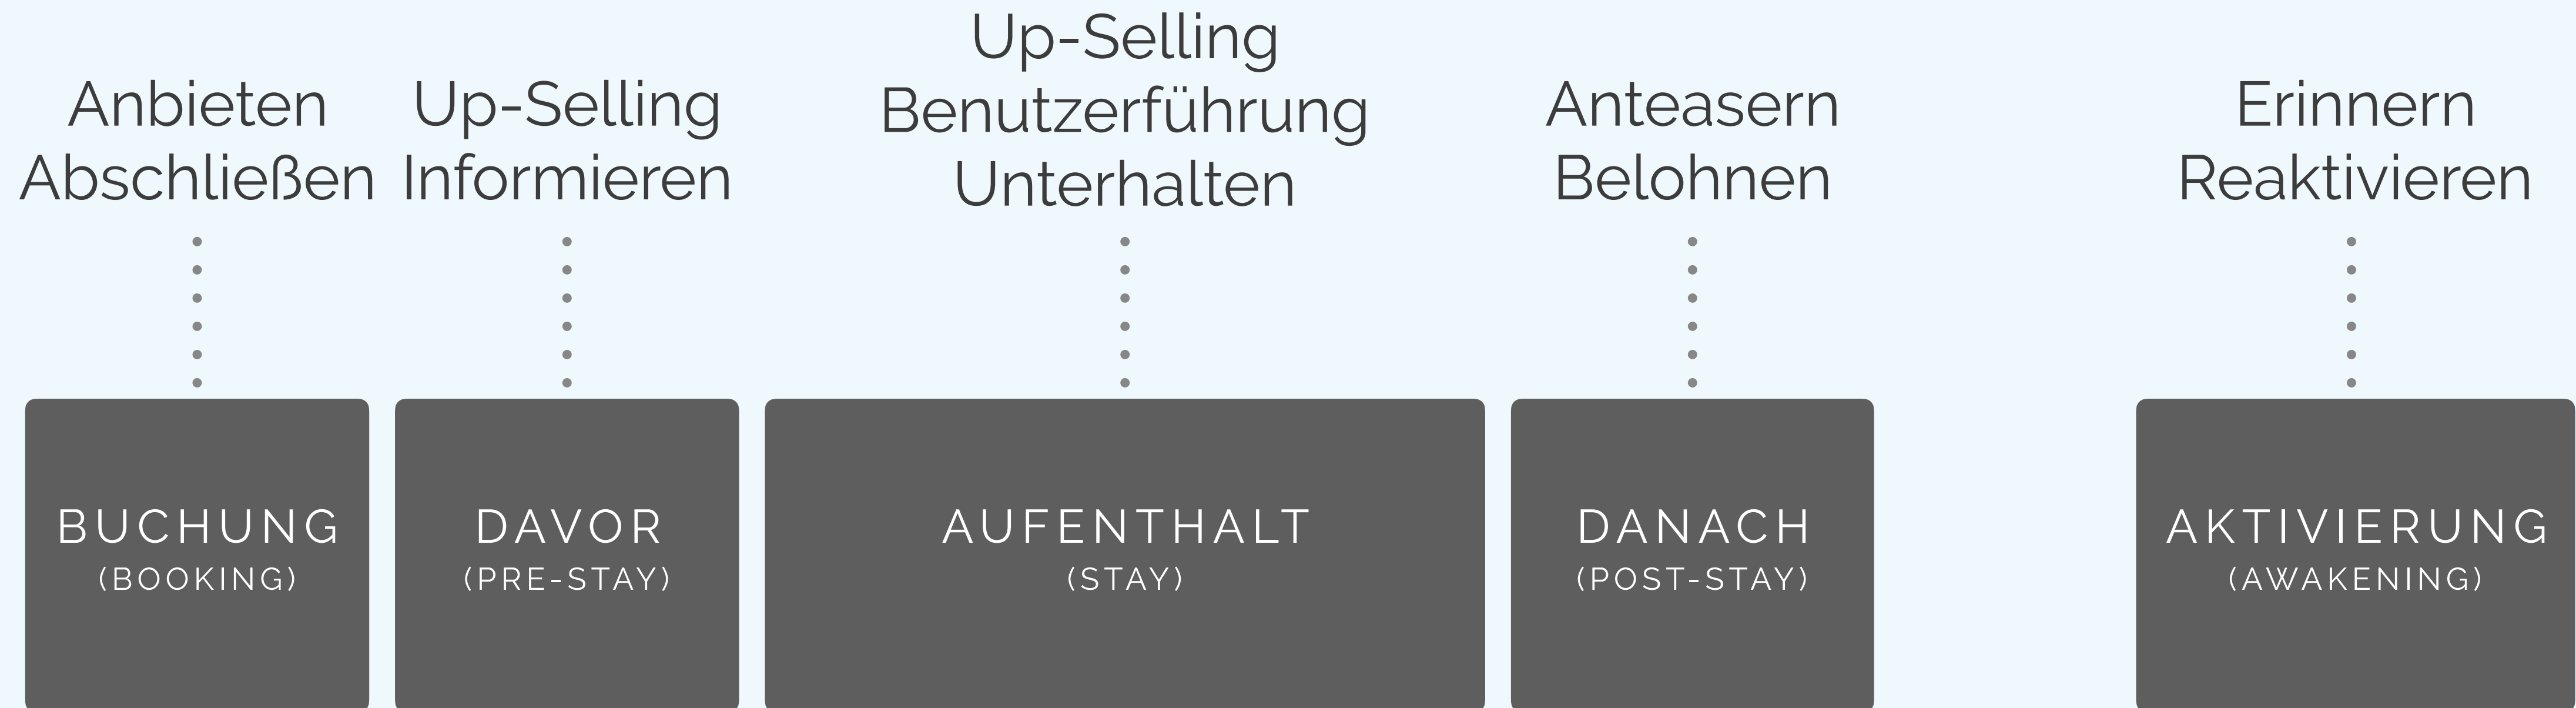 Anbieten
Abschließen
Up-Selling
Informieren
Up-Selling
Benutzerführung
Unterhalten
Anteasern
Belohnen
Erinnern
Reaktivieren
BUCHUNG
(BOOKING)
DAVOR
(PRE-STAY)
AUFENTHALT
(STAY)
DANACH
(POST-STAY)
AKTIVIERUNG
(AWAKENING)